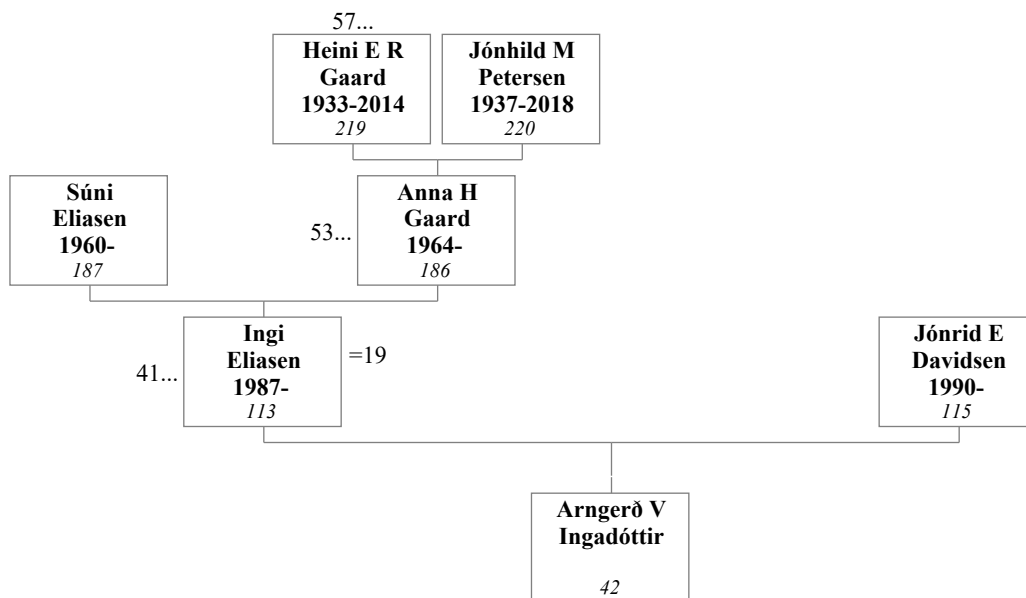 57...
Heini E R
Gaard
1933-2014
219
Jónhild M
Petersen
1937-2018
220
Súni
Eliasen
1960-
187
53...
Anna H
Gaard
1964-
186
41...
Ingi
Eliasen
1987-
113
=19
Jónrid E
Davidsen
1990-
115
Arngerð V
Ingadóttir
42